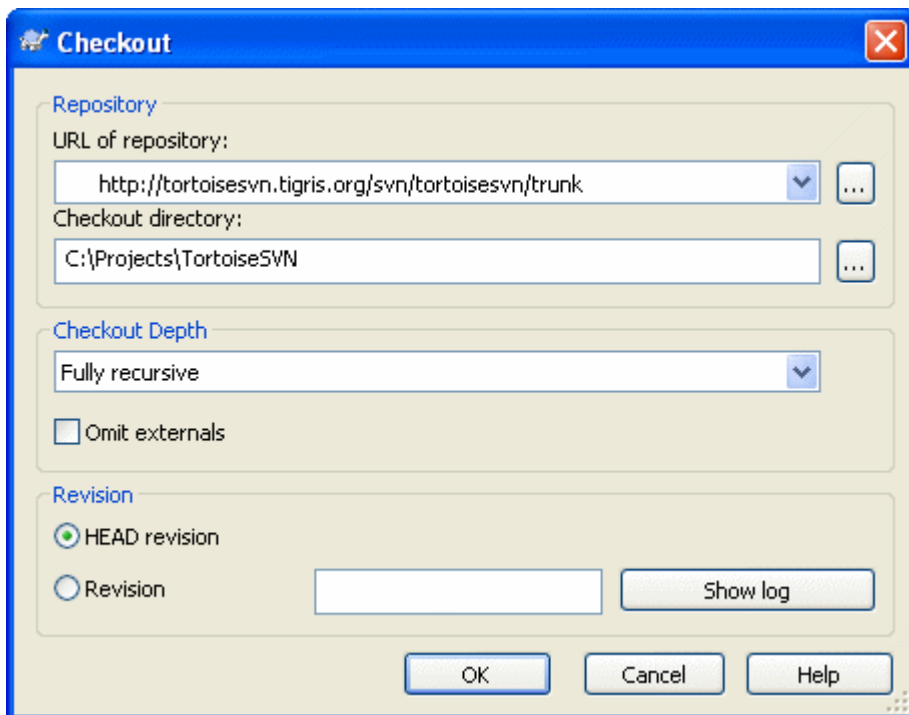 Checkout
Repository
URL of repository:
http://tortoisesvn.tigris.org/svn/tortoisesvn/trunk
...
Checkout directory:
C:\Projects\TortoiseSVN
...
Checkout Depth
Fully recursive
Omit externals
Revision
HEAD revision
Revision
Show log
OK
Cancel
Help